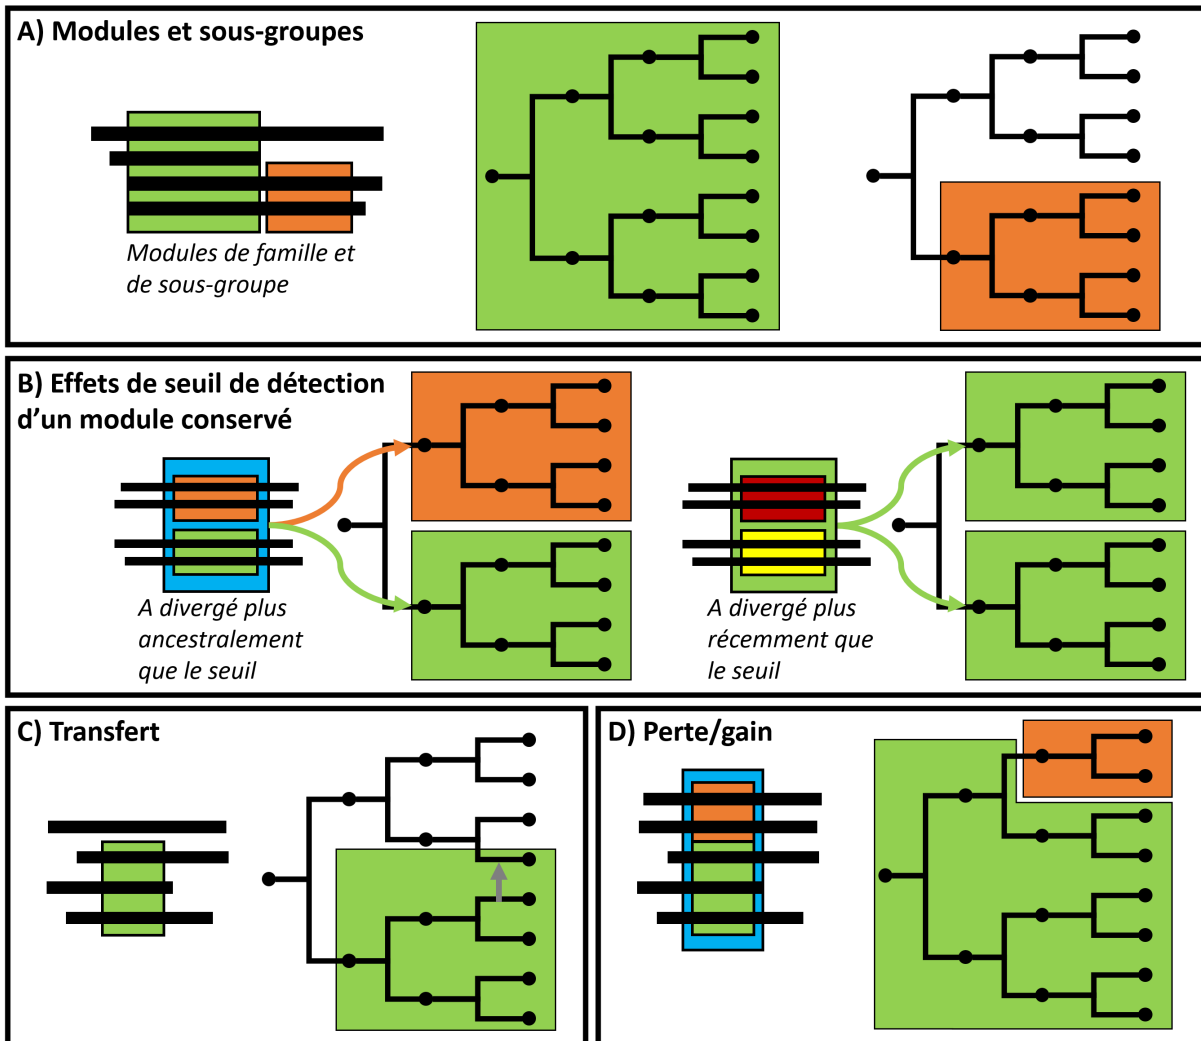 A) Modules et sous-groupes
Modules de famille et
de sous-groupe
B) Effets de seuil de détection
d'un module conservé
A divergé plus
ancestralement
que le seuil
A divergé plus
récemment que
le seuil
C) Transfert
D) Perte/gain